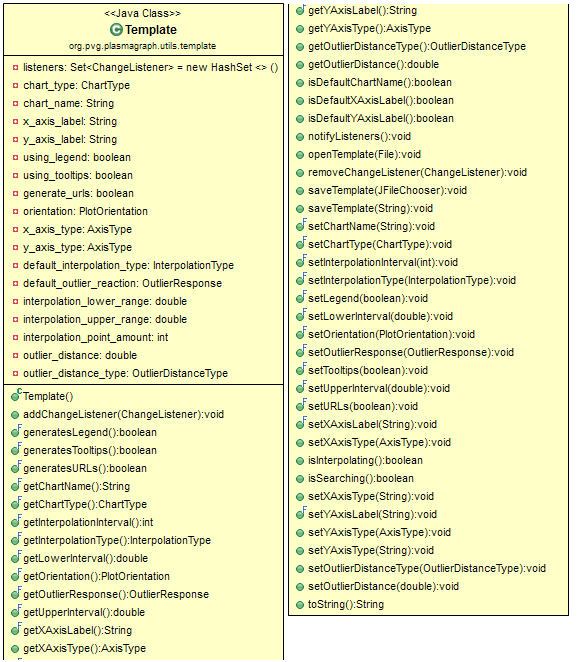 <<Java Class>>
Template
org.pvg.plasmagraph.utils.template
listeners: Set<ChangeListener> = new HashSet <> ()
chart_type: ChartType
chart_name: String
x_axis_label: String
y_axis_label: String
using_legend: boolean
using_tooltips: boolean
generate_urls: boolean
orientation: PlotOrientation
x_axis_type: AxisType
y_axis_type: AxisType
default_interpolation_type: InterpolationType
default_outlier_reaction: OutlierResponse
interpolation_lower_range: double
interpolation_upper_range: double
interpolation_point_amount: int
outlier_distance: double
outlier_distance_type: OutlierDistanceType
Template()
addChangeListener(ChangeListener):void
generatesLegend():boolean
generatesTooltips():boolean
generatesURLs():boolean
getChartName():String
getChartType():ChartType
getInterpolationInterval():int
getInterpolationType():InterpolationType
getLowerInterval():double
getOrientation():PlotOrientation
getOutlierResponse():OutlierResponse
getUpperInterval():double
getXAxisLabel():String
getXAxisType():AxisType
getYAxisLabel():String
getYAxisType():AxisType
getOutlierDistanceType():OutlierDistanceType
getOutlierDistance():double
isDefaultChartName():boolean
isDefaultXAxisLabel():boolean
isDefaultYAxisLabel():boolean
notifyListeners():void
openTemplate(File):void
removeChangeListener(ChangeListener):void
saveTemplate(JFileChooser):void
saveTemplate(String):void
setChartName(String):void
setChartType(ChartType):void
setInterpolationInterval(int):void
setInterpolationType(InterpolationType):void
setLegend(boolean):void
setLowerInterval(double):void
setOrientation(PlotOrientation):void
setOutlierResponse(OutlierResponse):void
setTooltips(boolean):void
setUpperInterval(double):void
setURLs(boolean):void
setXAxisLabel(String):void
setXAxisType(AxisType):void
isInterpolating():boolean
isSearching():boolean
setXAxisType(String):void
setYAxisLabel(String):void
setYAxisType(AxisType):void
setYAxisType(String):void
setOutlierDistanceType(OutlierDistanceType):void
setOutlierDistance(double):void
toString():String